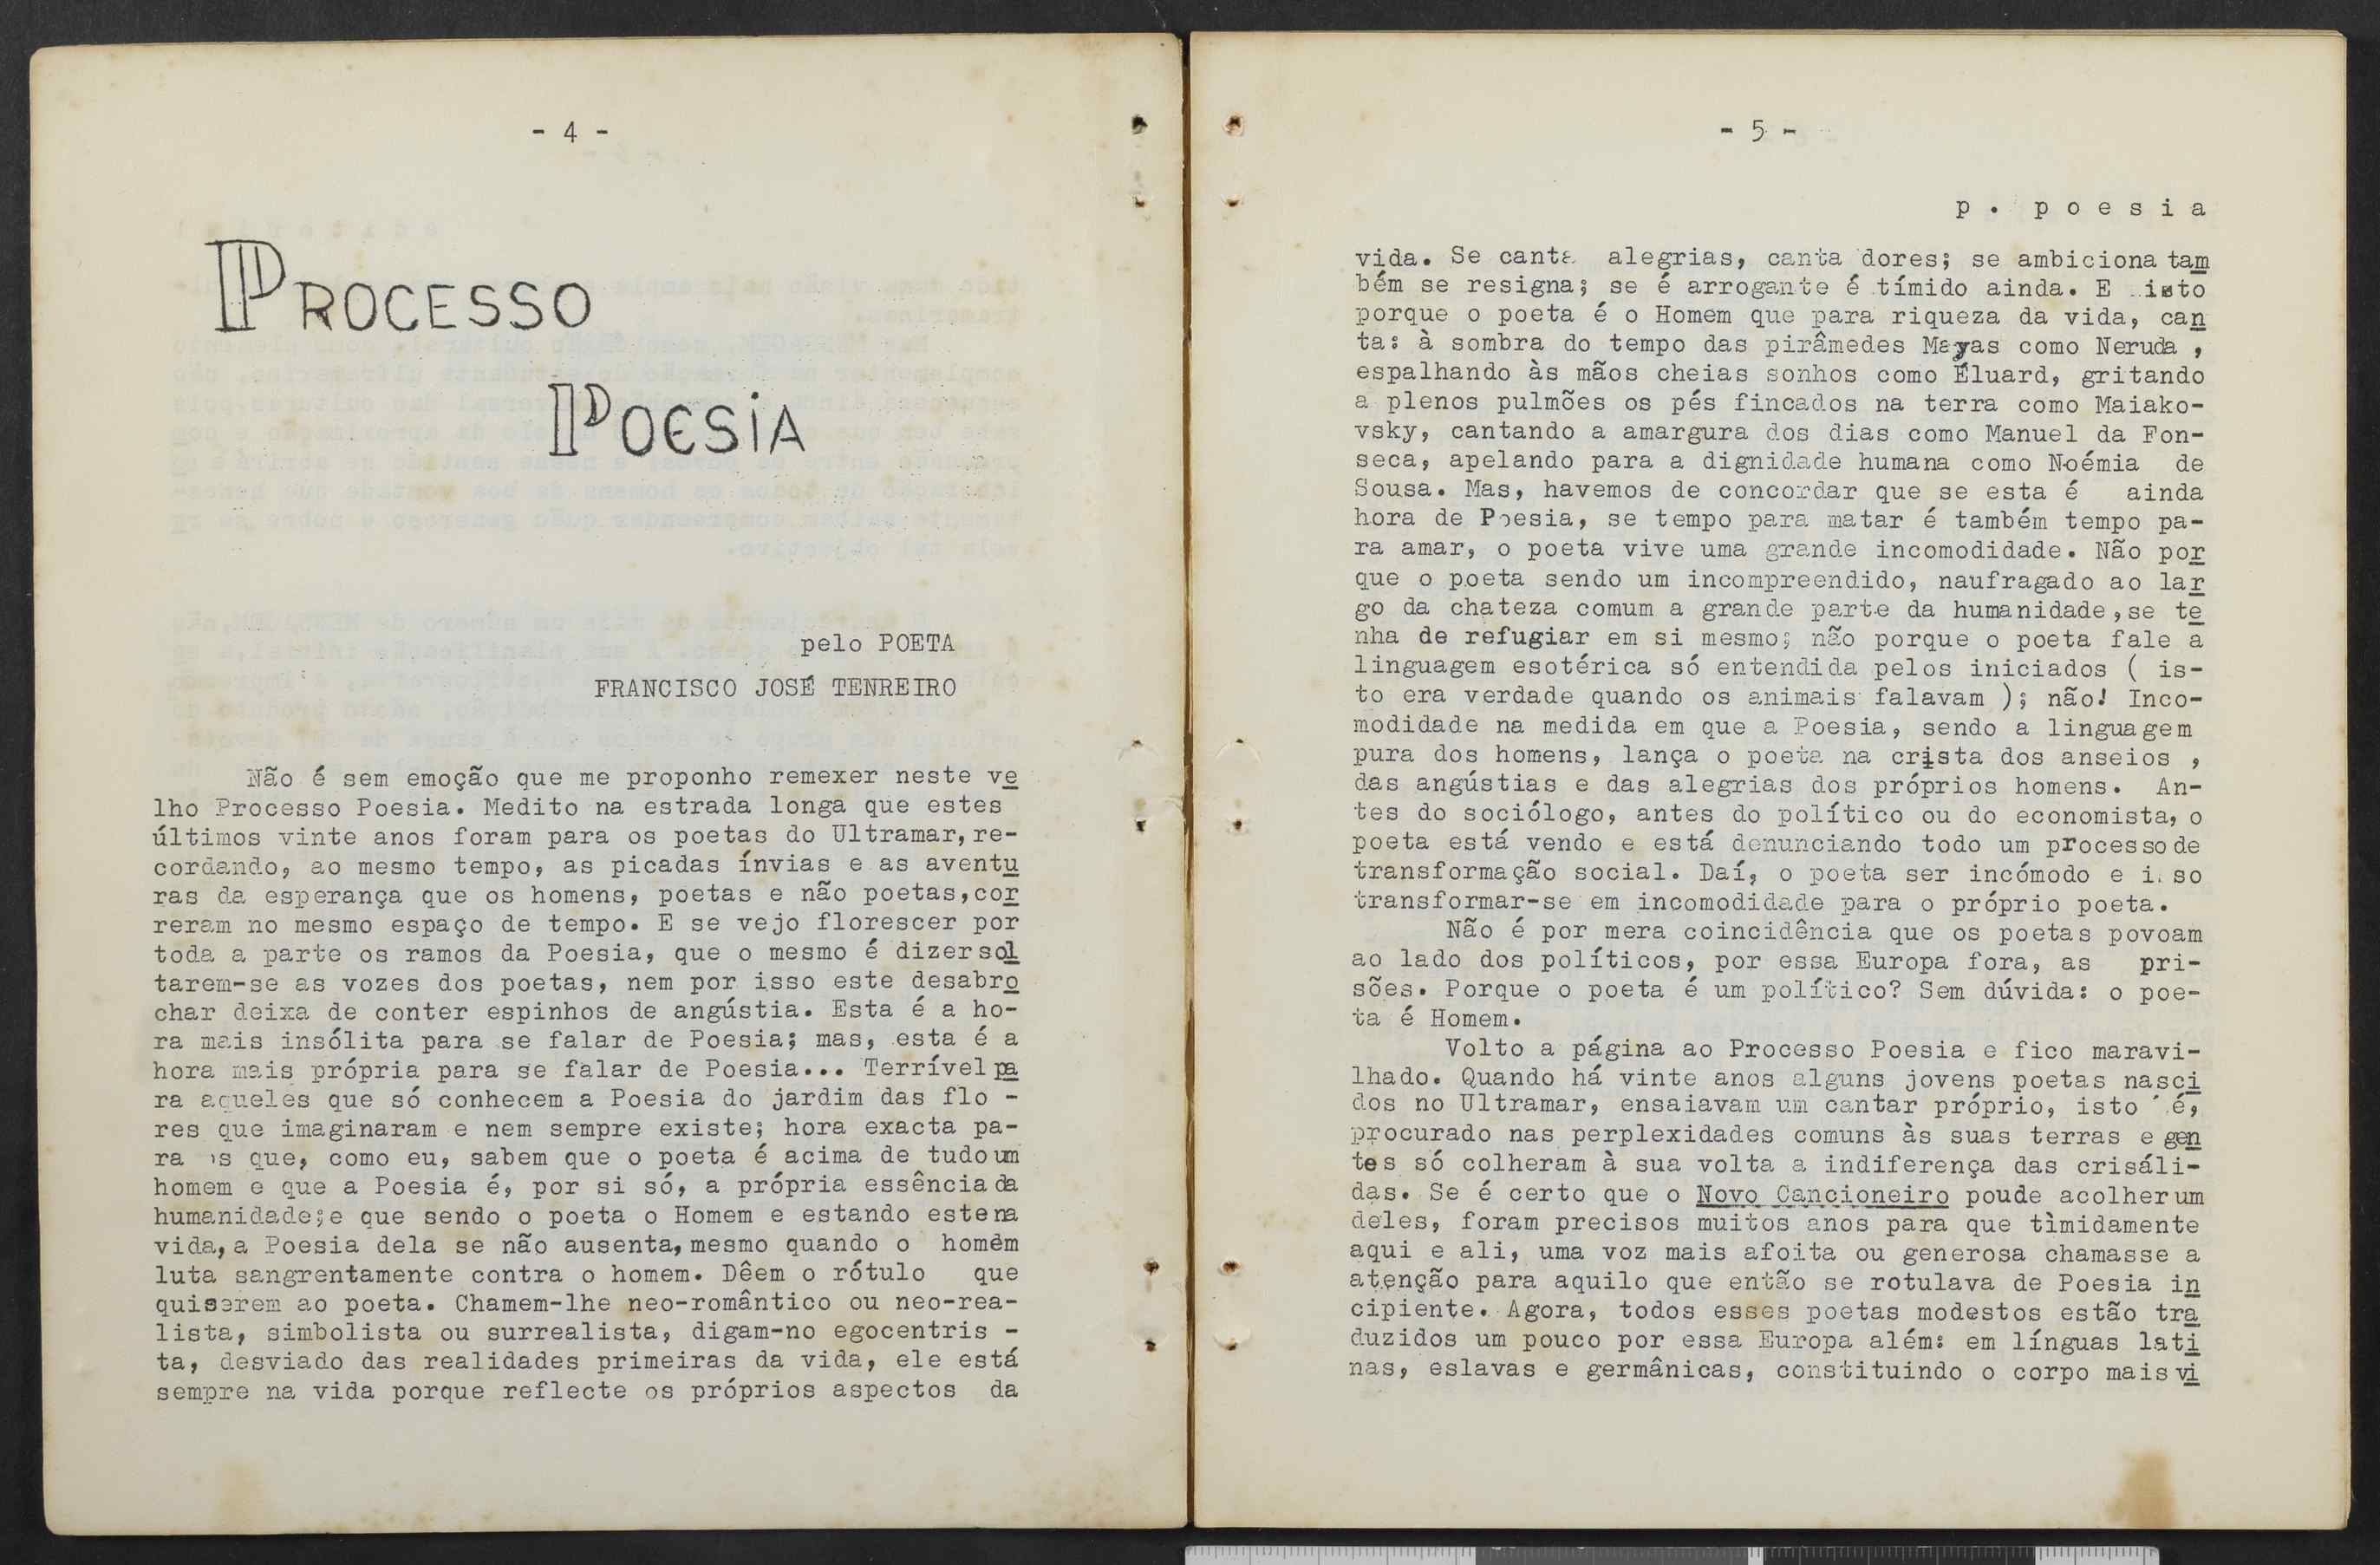 - 4 -
PROCESSO
POESIA
pelo POETA
FRANCISCO JOSÉ TENREIRO
Não é sem emoção que me proponho remexer neste ve
lho Processo Poesia. Medito na estrada longa que estes
últimos vinte anos foram para os poetas do Ultramar, re-
cordando, ao mesmo tempo, as picadas ínvias e as aventu
ras da esperança que os homens, poetas e não poetas, cor
reram no mesmo espaço de tempo. E se vejo florescer por
toda a parte os ramos da Poesia, que o mesmo é dizer sol
tarem-se as vozes dos poetas, nem por isso este desabro
char deixa de conter espinhos de angústia. Esta é a ho-
ra mais insólita para se falar de Poesia; mas, esta é a
hora mais própria para se falar de Poesia... Terrível pa
ra aqueles que só conhecem a Poesia do jardim das flo -
res que imaginaram e nem sempre existe; hora exacta pa-
ra os que, como eu, sabem que o poeta é acima de tudo um
homem e que a Poesia é, por si só, a própria essência da
humanidade; e que sendo o poeta o Homem e estando este na
vida, a Poesia dela se não ausenta, mesmo quando o homem
luta sangrentamente contra o homem. Dêem o rótulo que
quiserem ao poeta. Chamem-lhe neo-romântico ou neo-rea-
lista, simbolista ou surrealista, digam-no egocentris -
ta, desviado das realidades primeiras da vida, ele está
sempre na vida porque reflecte os próprios aspectos da
- 5 -
p. poesia
vida. Se canta alegrias, canta dores; se ambiciona tam
bém se resigna; se é arrogante é tímido ainda. E isto
porque o poeta é o Homem que para riqueza da vida, can
ta: à sombra do tempo das pirâmedes Mayas como Neruda ,
espalhando às mãos cheias sonhos como Éluard, gritando
a plenos pulmões os pés fincados na terra como Maiako-
vsky, cantando a amargura dos dias como Manuel da Fon-
seca, apelando para a dignidade humana como Noémia de
Sousa. Mas, havemos de concordar que se esta é ainda
hora de Poesia, se tempo para matar é também tempo pa-
ra amar, o poeta vive uma grande incomodidade. Não por
que o poeta sendo um incompreendido, naufragado ao lar
go da chateza comum a grande parte da humanidade, se te
nha de refugiar em si mesmo; não porque o poeta fale a
linguagem esotérica só entendida pelos iniciados ( is-
to era verdade quando os animais falavam ); não! Inco-
modidade na medida em que a Poesia, sendo a linguagem
pura dos homens, lança o poeta na crista dos anseios ,
das angústias e das alegrias dos próprios homens. An-
tes do sociólogo, antes do político ou do economista, o
poeta está vendo e está denunciando todo um processo de
transformação social. Daí, o poeta ser incómodo e isso
transformar-se em incomodidade para o próprio poeta.
Não é por mera coincidência que os poetas povoam
ao lado dos políticos, por essa Europa fora, as pri-
sões. Porque o poeta é um político? Sem dúvida: o poe-
ta é Homem.
Volto a página ao Processo Poesia e fico maravi-
lhado. Quando há vinte anos alguns jovens poetas nasci
dos no Ultramar, ensaiavam um cantar próprio, isto é,
procurado nas perplexidades comuns às suas terras e gen
tes só colheram à sua volta a indiferença das crisáli-
das. Se é certo que o Novo Cancioneiro poude acolher um
deles, foram precisos muitos anos para que tìmidamente
aqui e ali, uma voz mais afoita ou generosa chamasse a
atenção para aquilo que então se rotulava de Poesia in
cipiente. Agora, todos esses poetas modestos estão tra
duzidos um pouco por essa Europa além: em línguas lati
nas, eslavas e germânicas, constituindo o corpo mais vi